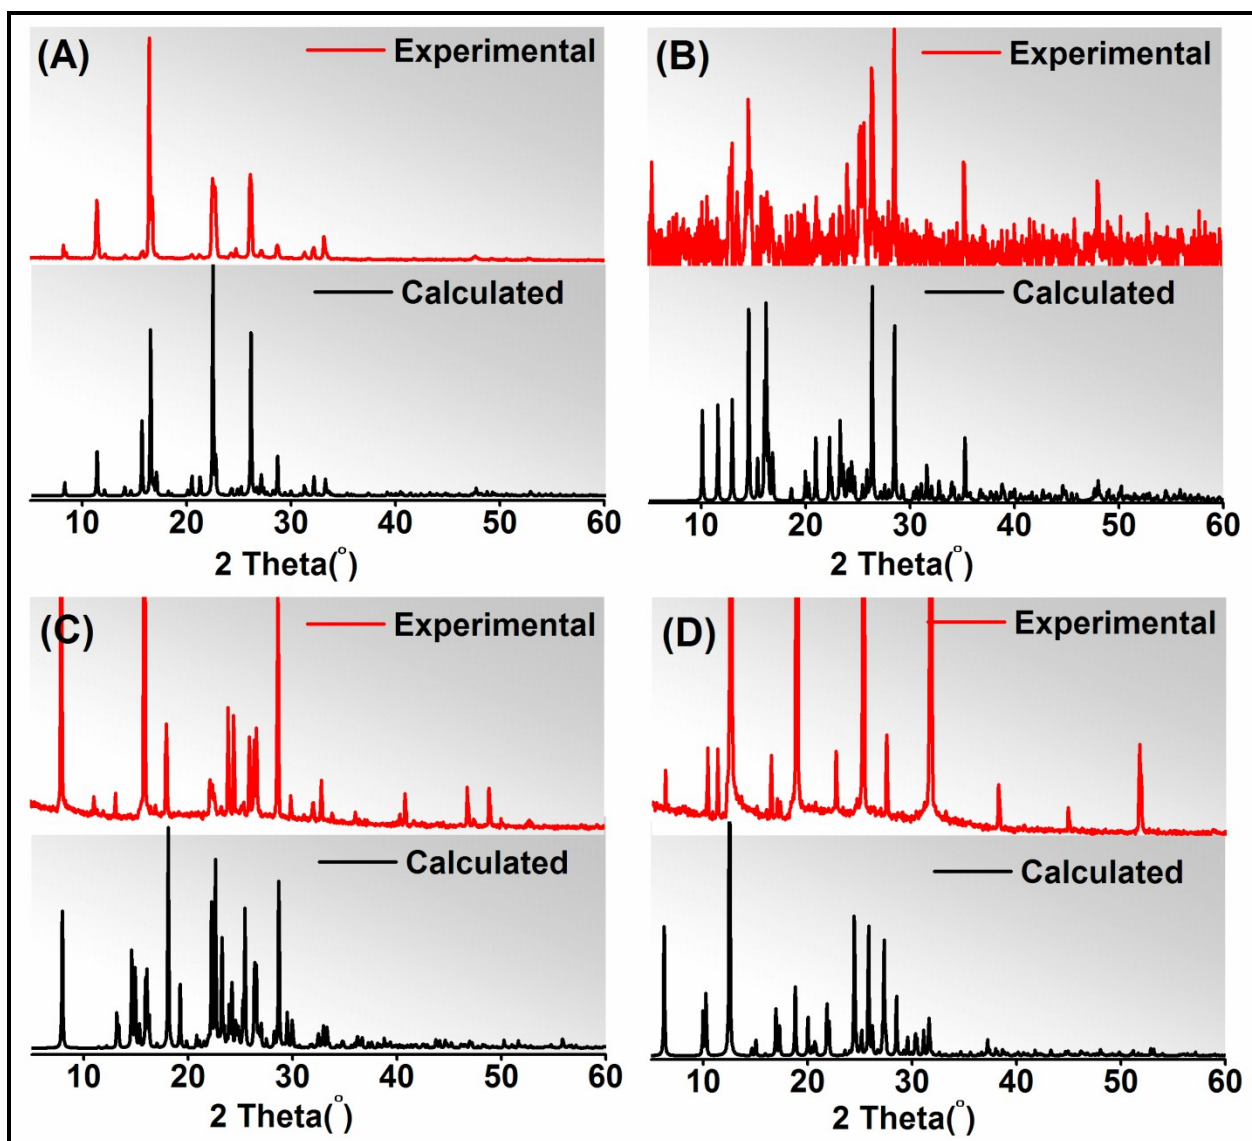 (A) Experimental
Calculated
10 20 30 40 50 60
2 Theta(°)
(B) Experimental
Calculated
10 20 30 40 50 60
2 Theta(°)
(C) Experimental
Calculated
10 20 30 40 50 60
2 Theta(°)
(D) Experimental
Calculated
10 20 30 40 50 60
2 Theta(°)